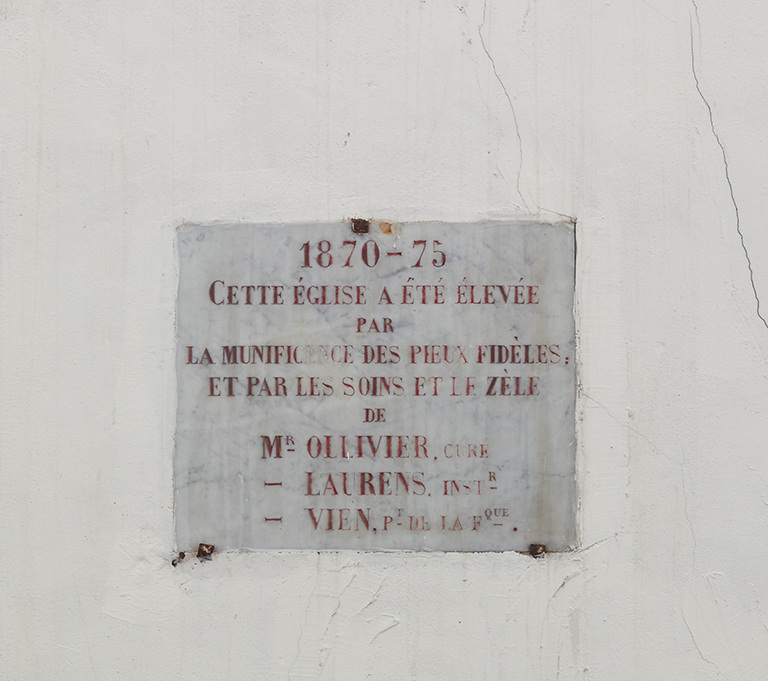 1870-75
CETTE ÉGLISE A ÉTÉ ÉLEVÉE
PAR
LA MUNIFICENCE DES PIEUX FIDÈLES;
ET PAR LES SOINS ET LE ZÈLE
DE
MR OLLIVIER, CURE
- LAURENS, INSTR
- VIEN, PT DE LA FQUE.